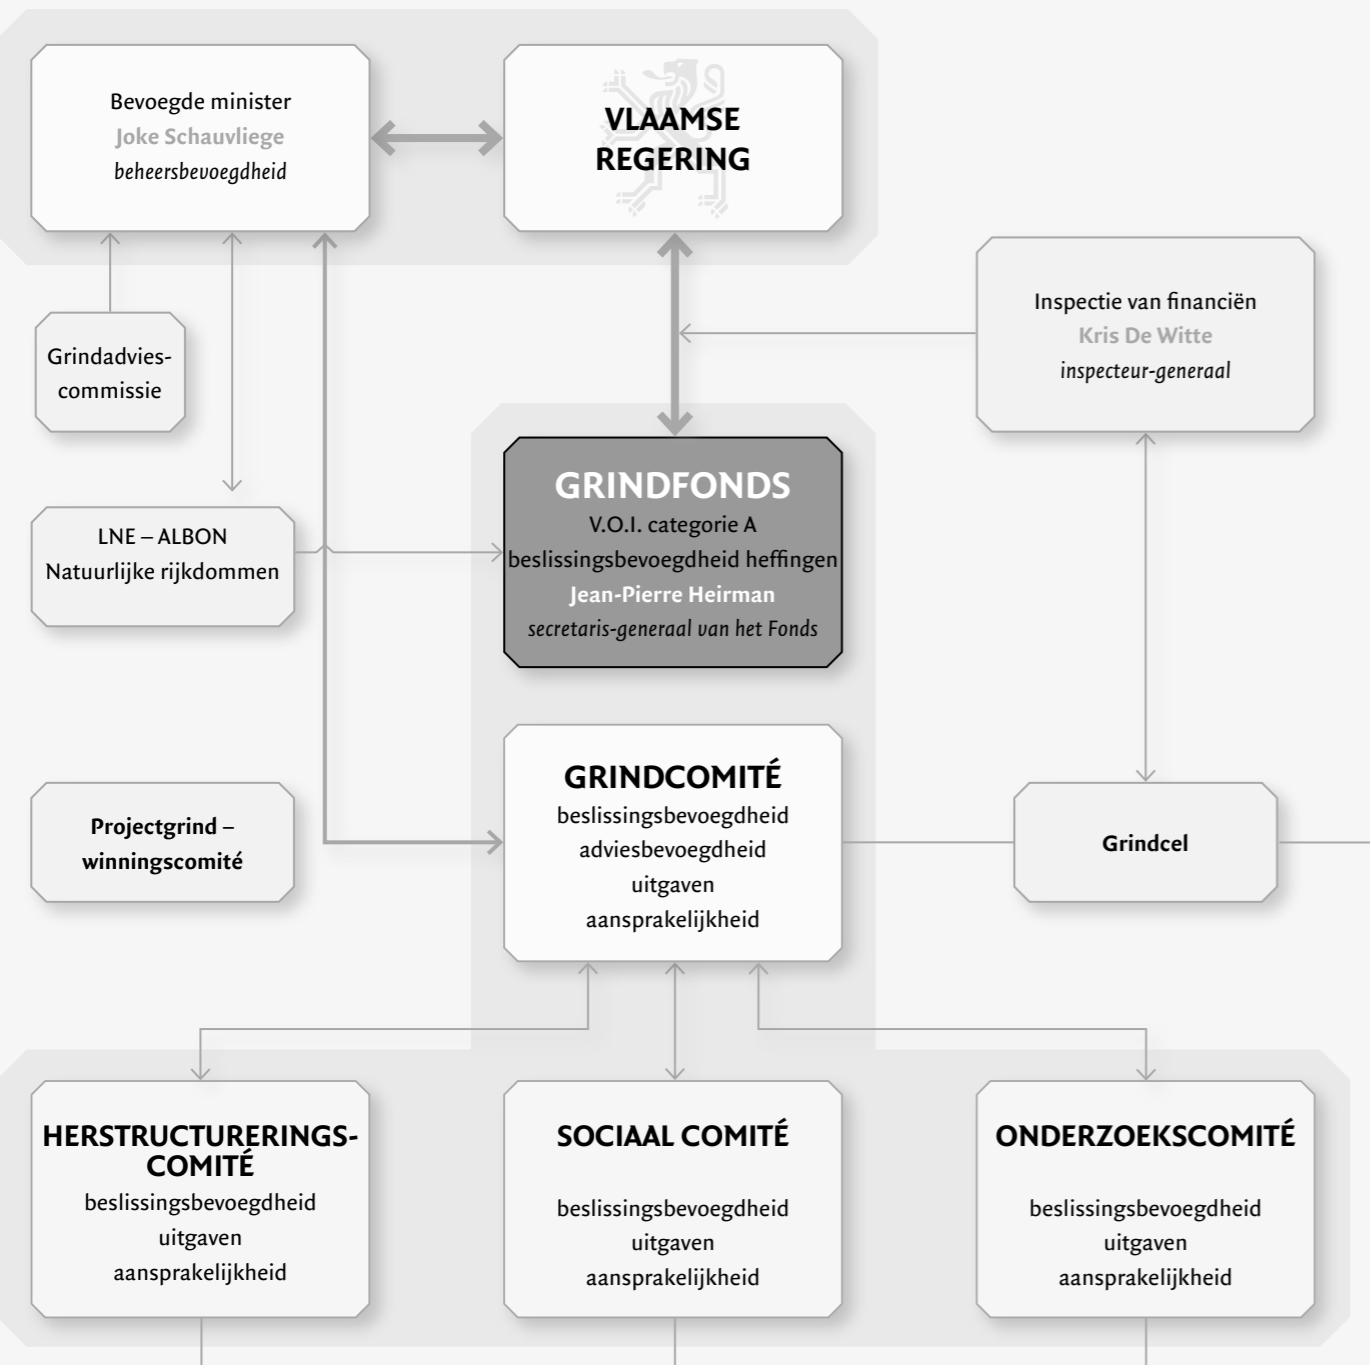 Bevoegde minister
Joke Schauvliege
beheersbevoegdheid
VLAAMSE
REGERING
Inspectie van financiën
Kris De Witte
inspecteur-generaal
Grindadvies-
commissie
GRINDFONDS
V.O.I. categorie A
beslissingsbevoegdheid heffingen
Jean-Pierre Heirman
secretaris-generaal van het Fonds
LNE – ALBON
Natuurlijke rijkdommen
GRINDCOMITÉ
beslissingsbevoegdheid
adviesbevoegdheid
uitgaven
aansprakelijkheid
Projectgrind –
winningscomité
Grindcel
HERSTRUCTURERINGS-
COMITÉ
beslissingsbevoegdheid
uitgaven
aansprakelijkheid
SOCIAAL COMITÉ
beslissingsbevoegdheid
uitgaven
aansprakelijkheid
ONDERZOEKSCOMITÉ
beslissingsbevoegdheid
uitgaven
aansprakelijkheid